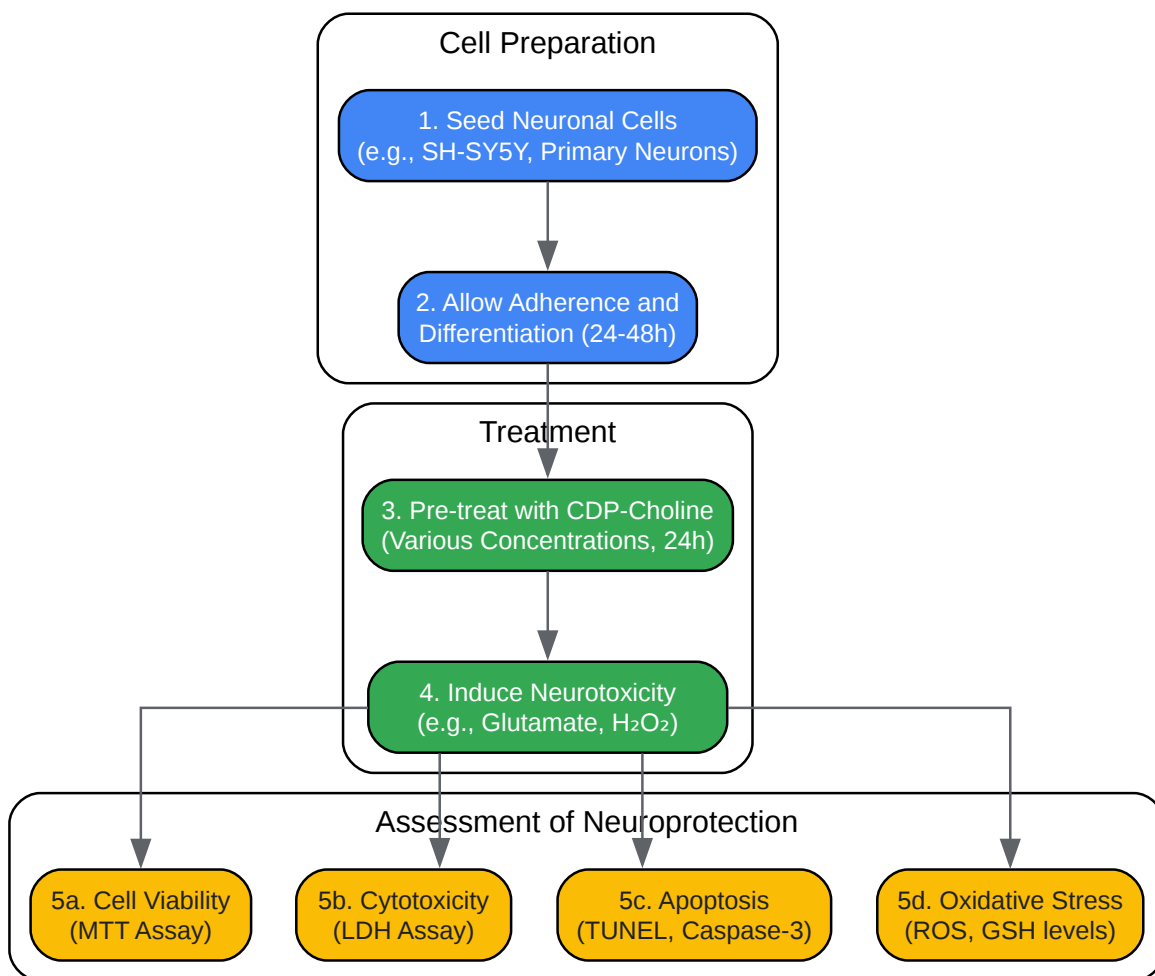 Cell Preparation
1. Seed Neuronal Cells
(e.g., SH-SY5Y, Primary Neurons)
2. Allow Adherence and
Differentiation (24-48h)
Treatment
3. Pre-treat with CDP-Choline
(Various Concentrations, 24h)
4. Induce Neurotoxicity
(e.g., Glutamate, H₂O₂)
Assessment of Neuroprotection
5a. Cell Viability
(MTT Assay)
5b. Cytotoxicity
(LDH Assay)
5c. Apoptosis
(TUNEL, Caspase-3)
5d. Oxidative Stress
(ROS, GSH levels)